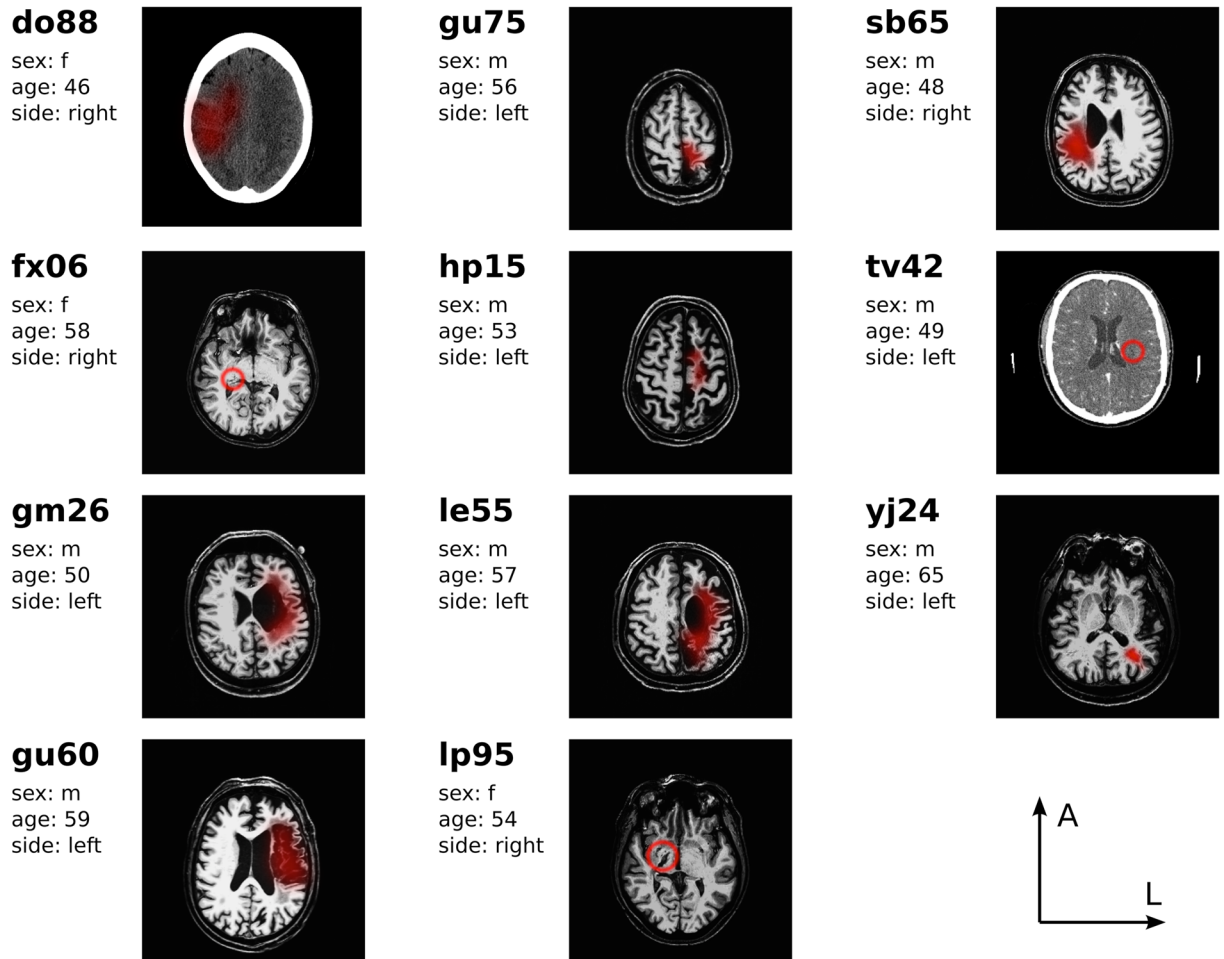 do88
sex: f
age: 46
side: right
gu75
sex: m
age: 56
side: left
sb65
sex: m
age: 48
side: right
fx06
sex: f
age: 58
side: right
hp15
sex: m
age: 53
side: left
tv42
sex: m
age: 49
side: left
gm26
sex: m
age: 50
side: left
le55
sex: m
age: 57
side: left
yj24
sex: m
age: 65
side: left
gu60
sex: m
age: 59
side: left
lp95
sex: f
age: 54
side: right
A
L